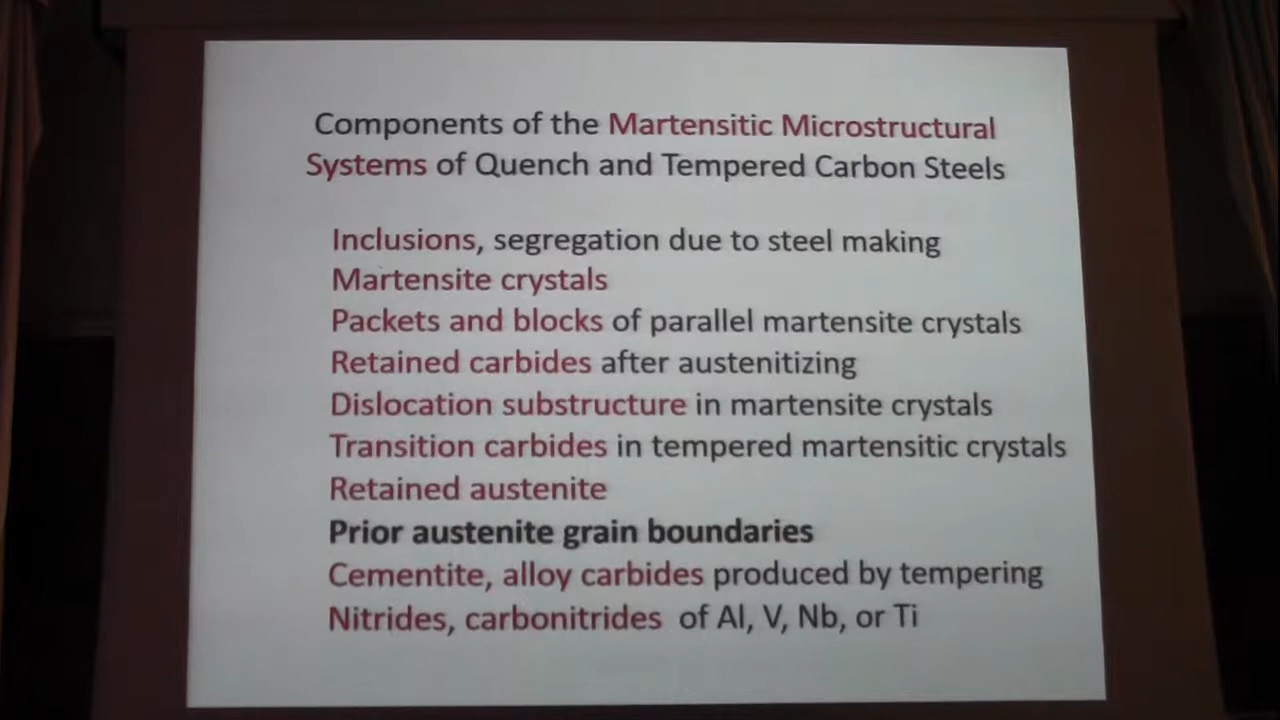 Components of the Martensitic Microstructural
Systems of Quench and Tempered Carbon Steels
Inclusions, segregation due to steel making
Martensite crystals
Packets and blocks of parallel martensite crystals
Retained carbides after austenitizing
Dislocation substructure in martensite crystals
Transition carbides in tempered martensitic crystals
Retained austenite
Prior austenite grain boundaries
Cementite, alloy carbides produced by tempering
Nitrides, carbonitrides of Al, V, Nb, or Ti